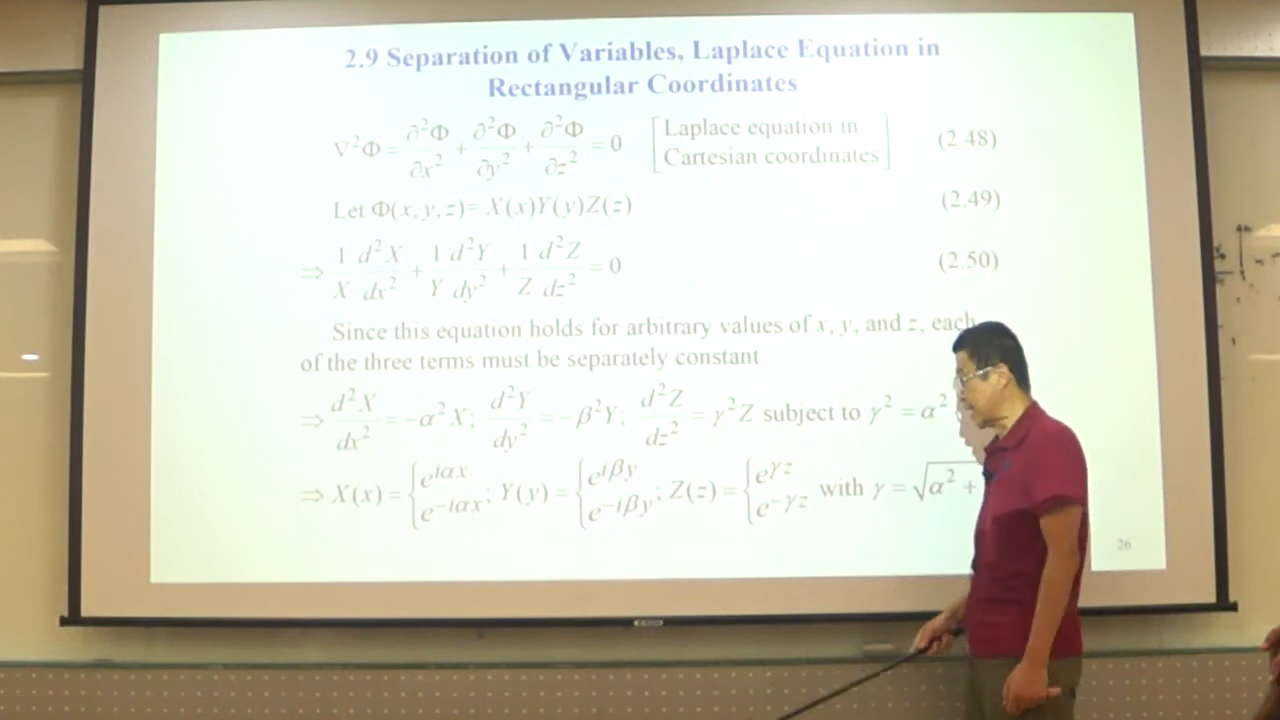 2.9 Separation of Variables, Laplace Equation in
Rectangular Coordinates
∇²Φ = ∂²Φ/∂x² + ∂²Φ/∂y² + ∂²Φ/∂z² = 0 [Laplace equation in Cartesian coordinates] (2.48)
Let Φ(x, y, z) = X(x)Y(y)Z(z) (2.49)
⇒ 1/X d²X/dx² + 1/Y d²Y/dy² + 1/Z d²Z/dz² = 0 (2.50)
Since this equation holds for arbitrary values of x, y, and z, each
of the three terms must be separately constant.
⇒ d²X/dx² = −α²X; d²Y/dy² = −β²Y; d²Z/dz² = γ²Z subject to γ² = α²
⇒ X(x) = { e^{iαx} e^{−iαx}; Y(y) = { e^{iβy} e^{−iβy}; Z(z) = { e^{γz} e^{−γz} with γ = √α² +
26